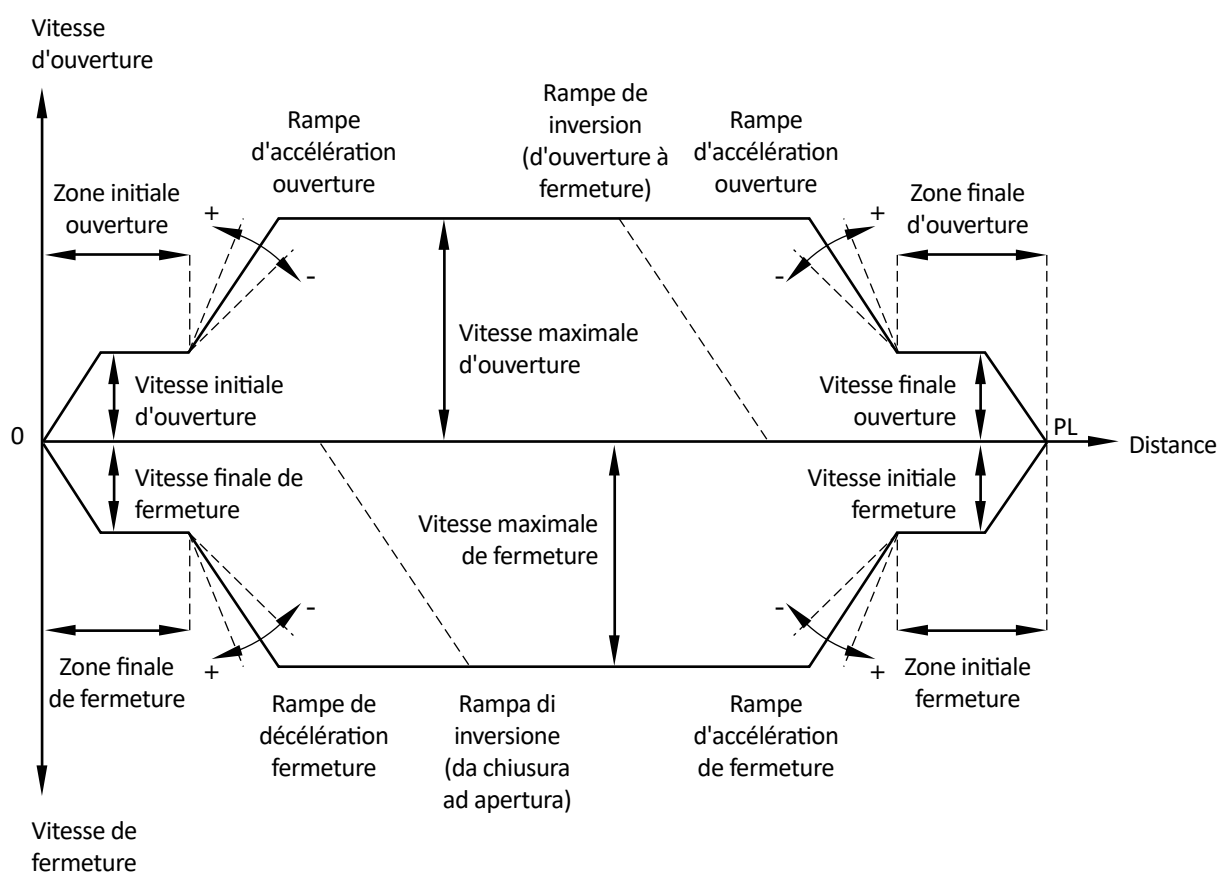 Vitesse
d'ouverture
Rampe
d'accélération
ouverture
Rampe de
inversion
(d'ouverture à
fermeture)
Rampe
d'accélération
ouverture
Zone initiale
ouverture
+
-
+
-
Zone finale
d'ouverture
Vitesse maximale
d'ouverture
Vitesse initiale
d'ouverture
Vitesse finale
ouverture
0
PL
Distance
Vitesse finale de
fermeture
Vitesse maximale
de fermeture
Vitesse initiale
fermeture
-
+
-
+
Zone finale
de fermeture
Zone initiale
fermeture
Rampe de
décélération
fermeture
Rampa di
inversione
(da chiusura
ad apertura)
Rampe
d'accélération
de fermeture
Vitesse de
fermeture